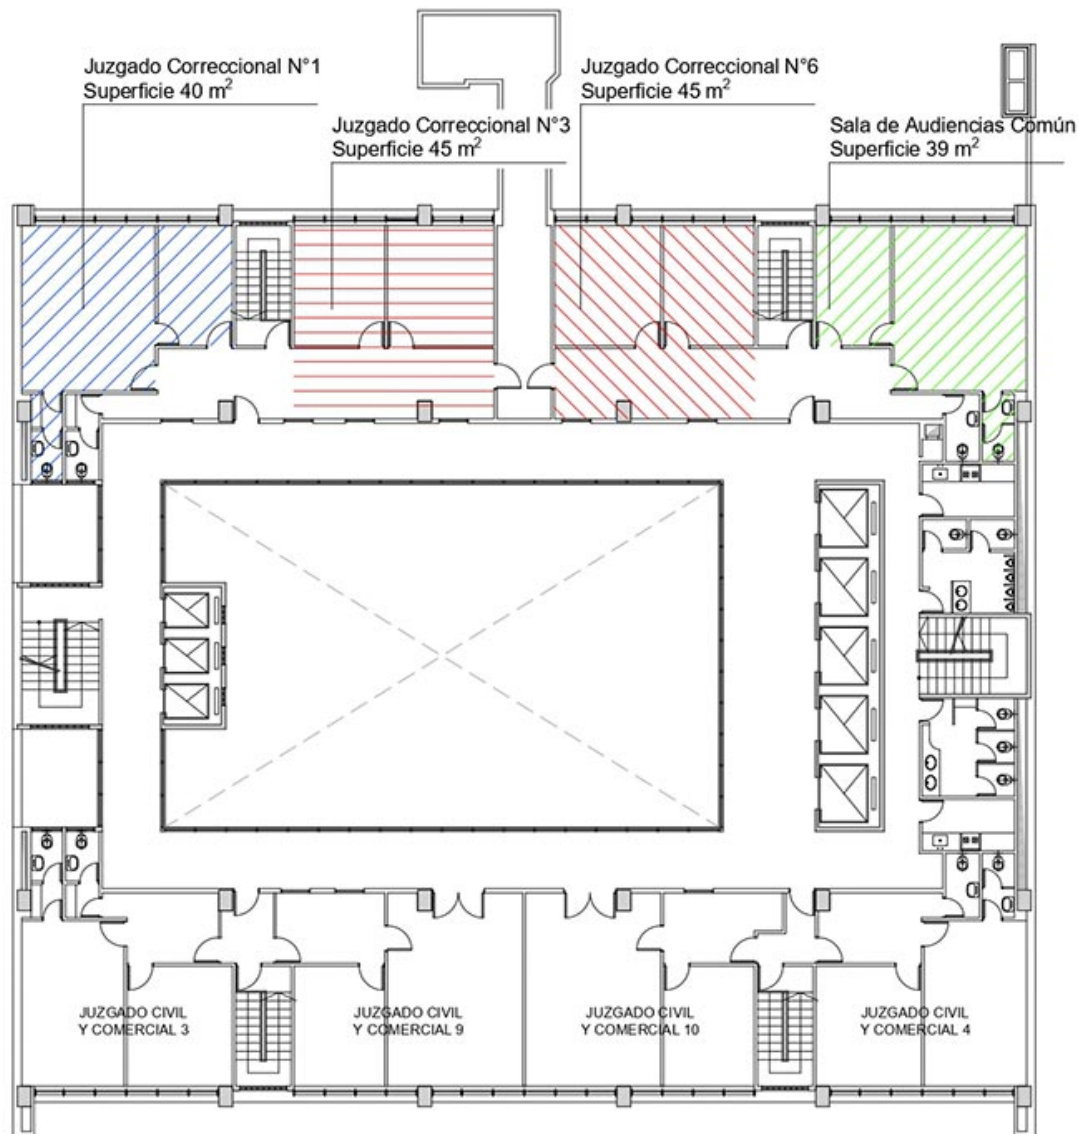 Juzgado Correccional N°1
Superficie 40 m²
Juzgado Correccional N°3
Superficie 45 m²
Juzgado Correccional N°6
Superficie 45 m²
Sala de Audiencias Común
Superficie 39 m²
JUZGADO CIVIL
Y COMERCIAL 3
JUZGADO CIVIL
Y COMERCIAL 9
JUZGADO CIVIL
Y COMERCIAL 10
JUZGADO CIVIL
Y COMERCIAL 4